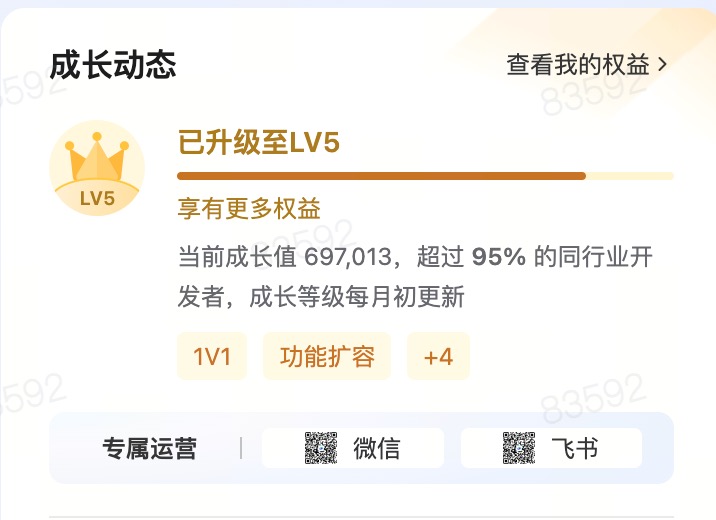 成长动态
查看我的权益 >
已升级至LV5
LV5
享有更多权益
当前成长值 697,013，超过 95% 的同行业开
发者，成长等级每月初更新
1V1
功能扩容
+4
专属运营
微信
飞书
83592
83592
83592
83592
83592